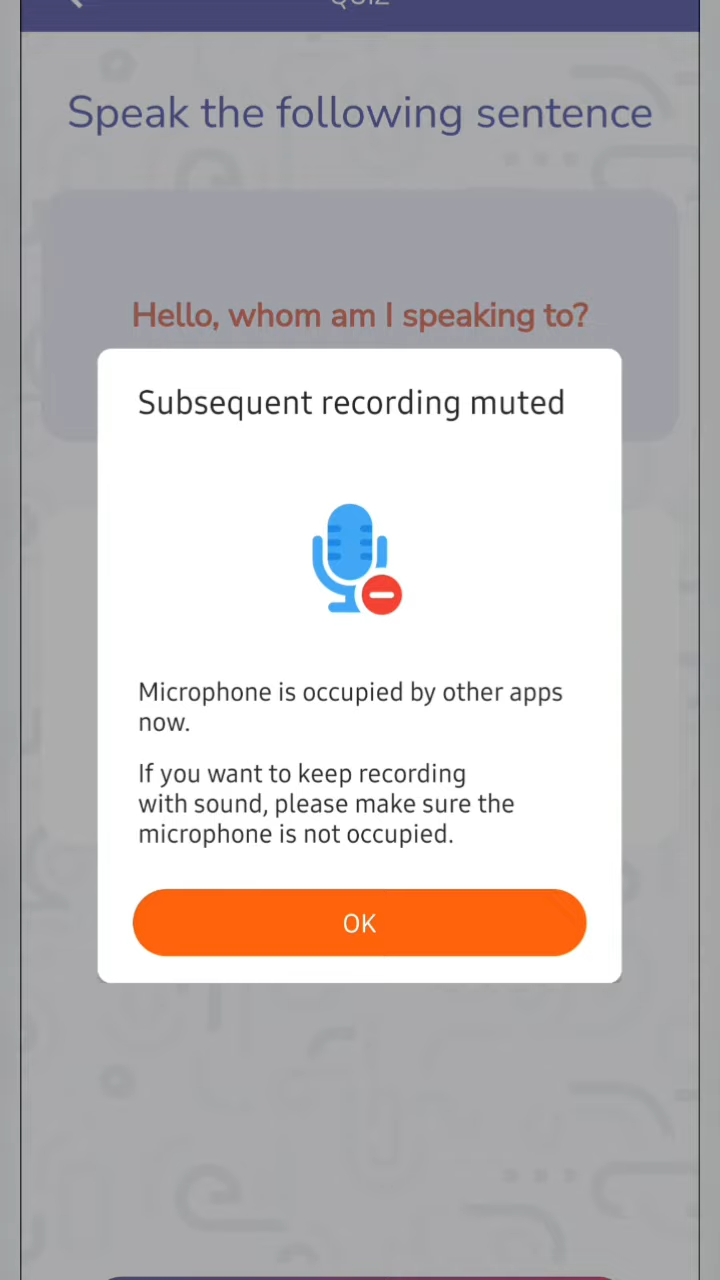 QUIZ
Speak the following sentence
Hello, whom am I speaking to?
Subsequent recording muted
Microphone is occupied by other apps
now.
If you want to keep recording
with sound, please make sure the
microphone is not occupied.
OK